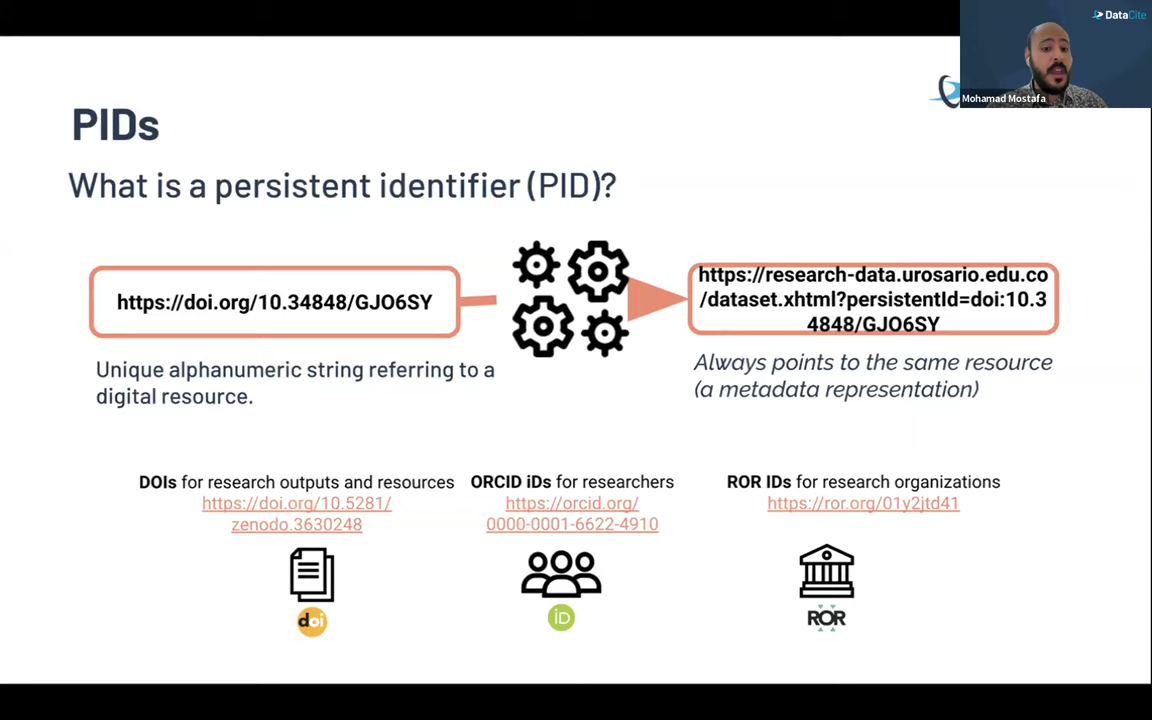 DataCite
Mohamad Mostafa
PIDs
What is a persistent identifier (PID)?
https://doi.org/10.34848/GJO6SY
https://research-data.urosario.edu.co
/dataset.xhtml?persistentId=doi:10.3
4848/GJO6SY
Unique alphanumeric string referring to a
digital resource.
Always points to the same resource
(a metadata representation)
DOIs for research outputs and resources
https://doi.org/10.5281/
zenodo.3630248
doi
ORCID iDs for researchers
https://orcid.org/
0000-0001-6622-4910
iD
ROR IDs for research organizations
https://ror.org/01y2jtd41
ROR